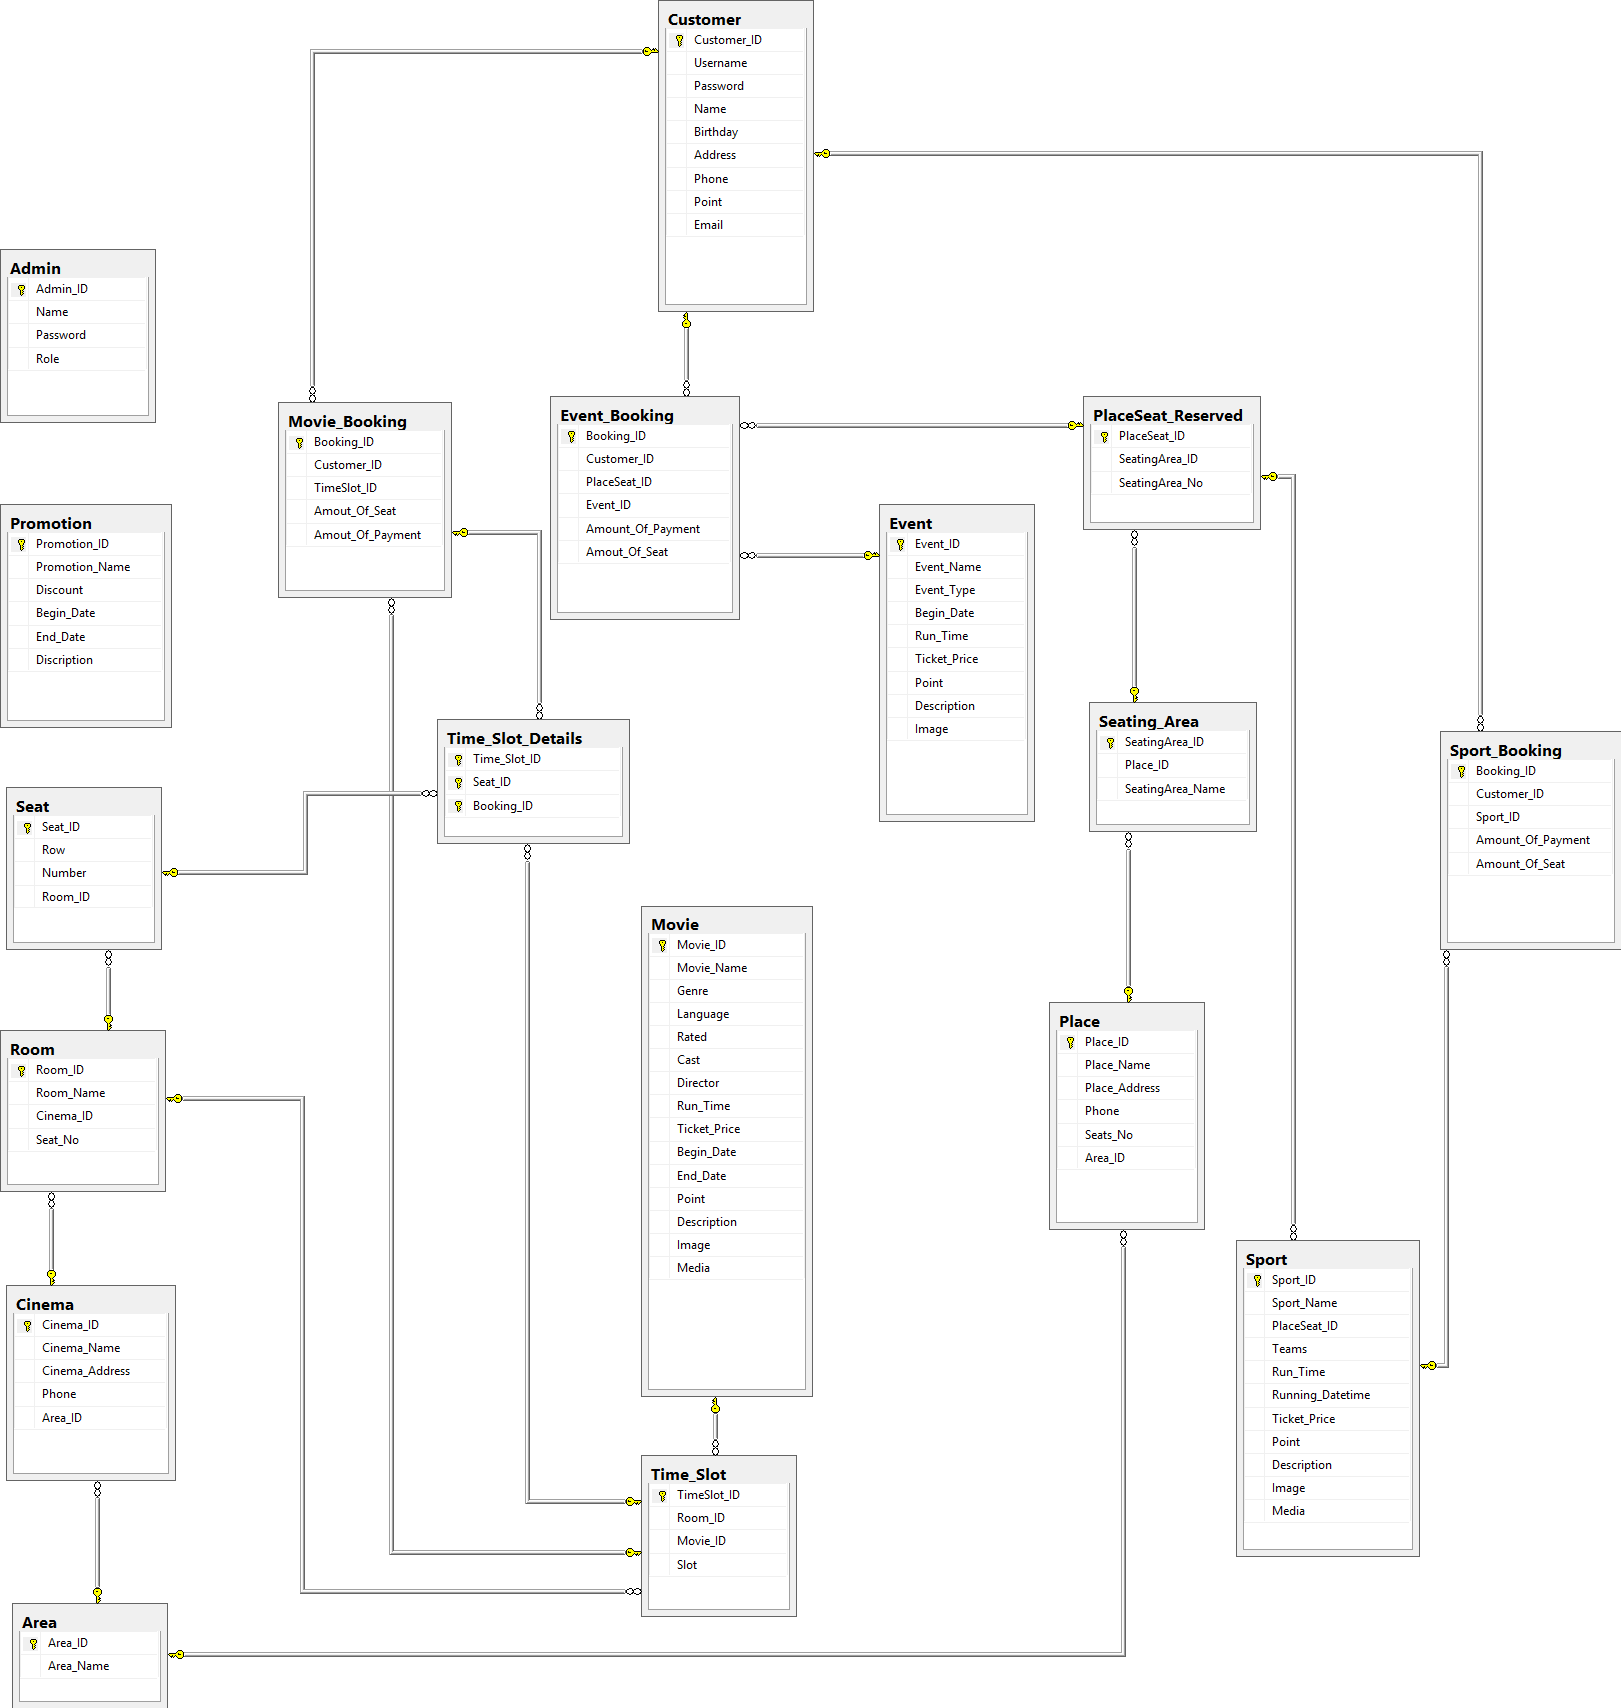 Customer
Customer_ID
Username
Password
Name
Birthday
Address
Phone
Point
Email
Admin
Admin_ID
Name
Password
Role
Movie_Booking
Booking_ID
Customer_ID
TimeSlot_ID
Amout_Of_Seat
Amout_Of_Payment
Event_Booking
Booking_ID
Customer_ID
PlaceSeat_ID
Event_ID
Amount_Of_Payment
Amout_Of_Seat
PlaceSeat_Reserved
PlaceSeat_ID
SeatingArea_ID
SeatingArea_No
Promotion
Promotion_ID
Promotion_Name
Discount
Begin_Date
End_Date
Discription
Event
Event_ID
Event_Name
Event_Type
Begin_Date
Run_Time
Ticket_Price
Point
Description
Image
Time_Slot_Details
Time_Slot_ID
Seat_ID
Booking_ID
Seating_Area
SeatingArea_ID
Place_ID
SeatingArea_Name
Sport_Booking
Booking_ID
Customer_ID
Sport_ID
Amount_Of_Payment
Amount_Of_Seat
Seat
Seat_ID
Row
Number
Room_ID
Movie
Movie_ID
Movie_Name
Genre
Language
Rated
Cast
Director
Run_Time
Ticket_Price
Begin_Date
End_Date
Point
Description
Image
Media
Place
Place_ID
Place_Name
Place_Address
Phone
Seats_No
Area_ID
Room
Room_ID
Room_Name
Cinema_ID
Seat_No
Sport
Sport_ID
Sport_Name
PlaceSeat_ID
Teams
Run_Time
Running_Datetime
Ticket_Price
Point
Description
Image
Media
Cinema
Cinema_ID
Cinema_Name
Cinema_Address
Phone
Area_ID
Time_Slot
TimeSlot_ID
Room_ID
Movie_ID
Slot
Area
Area_ID
Area_Name